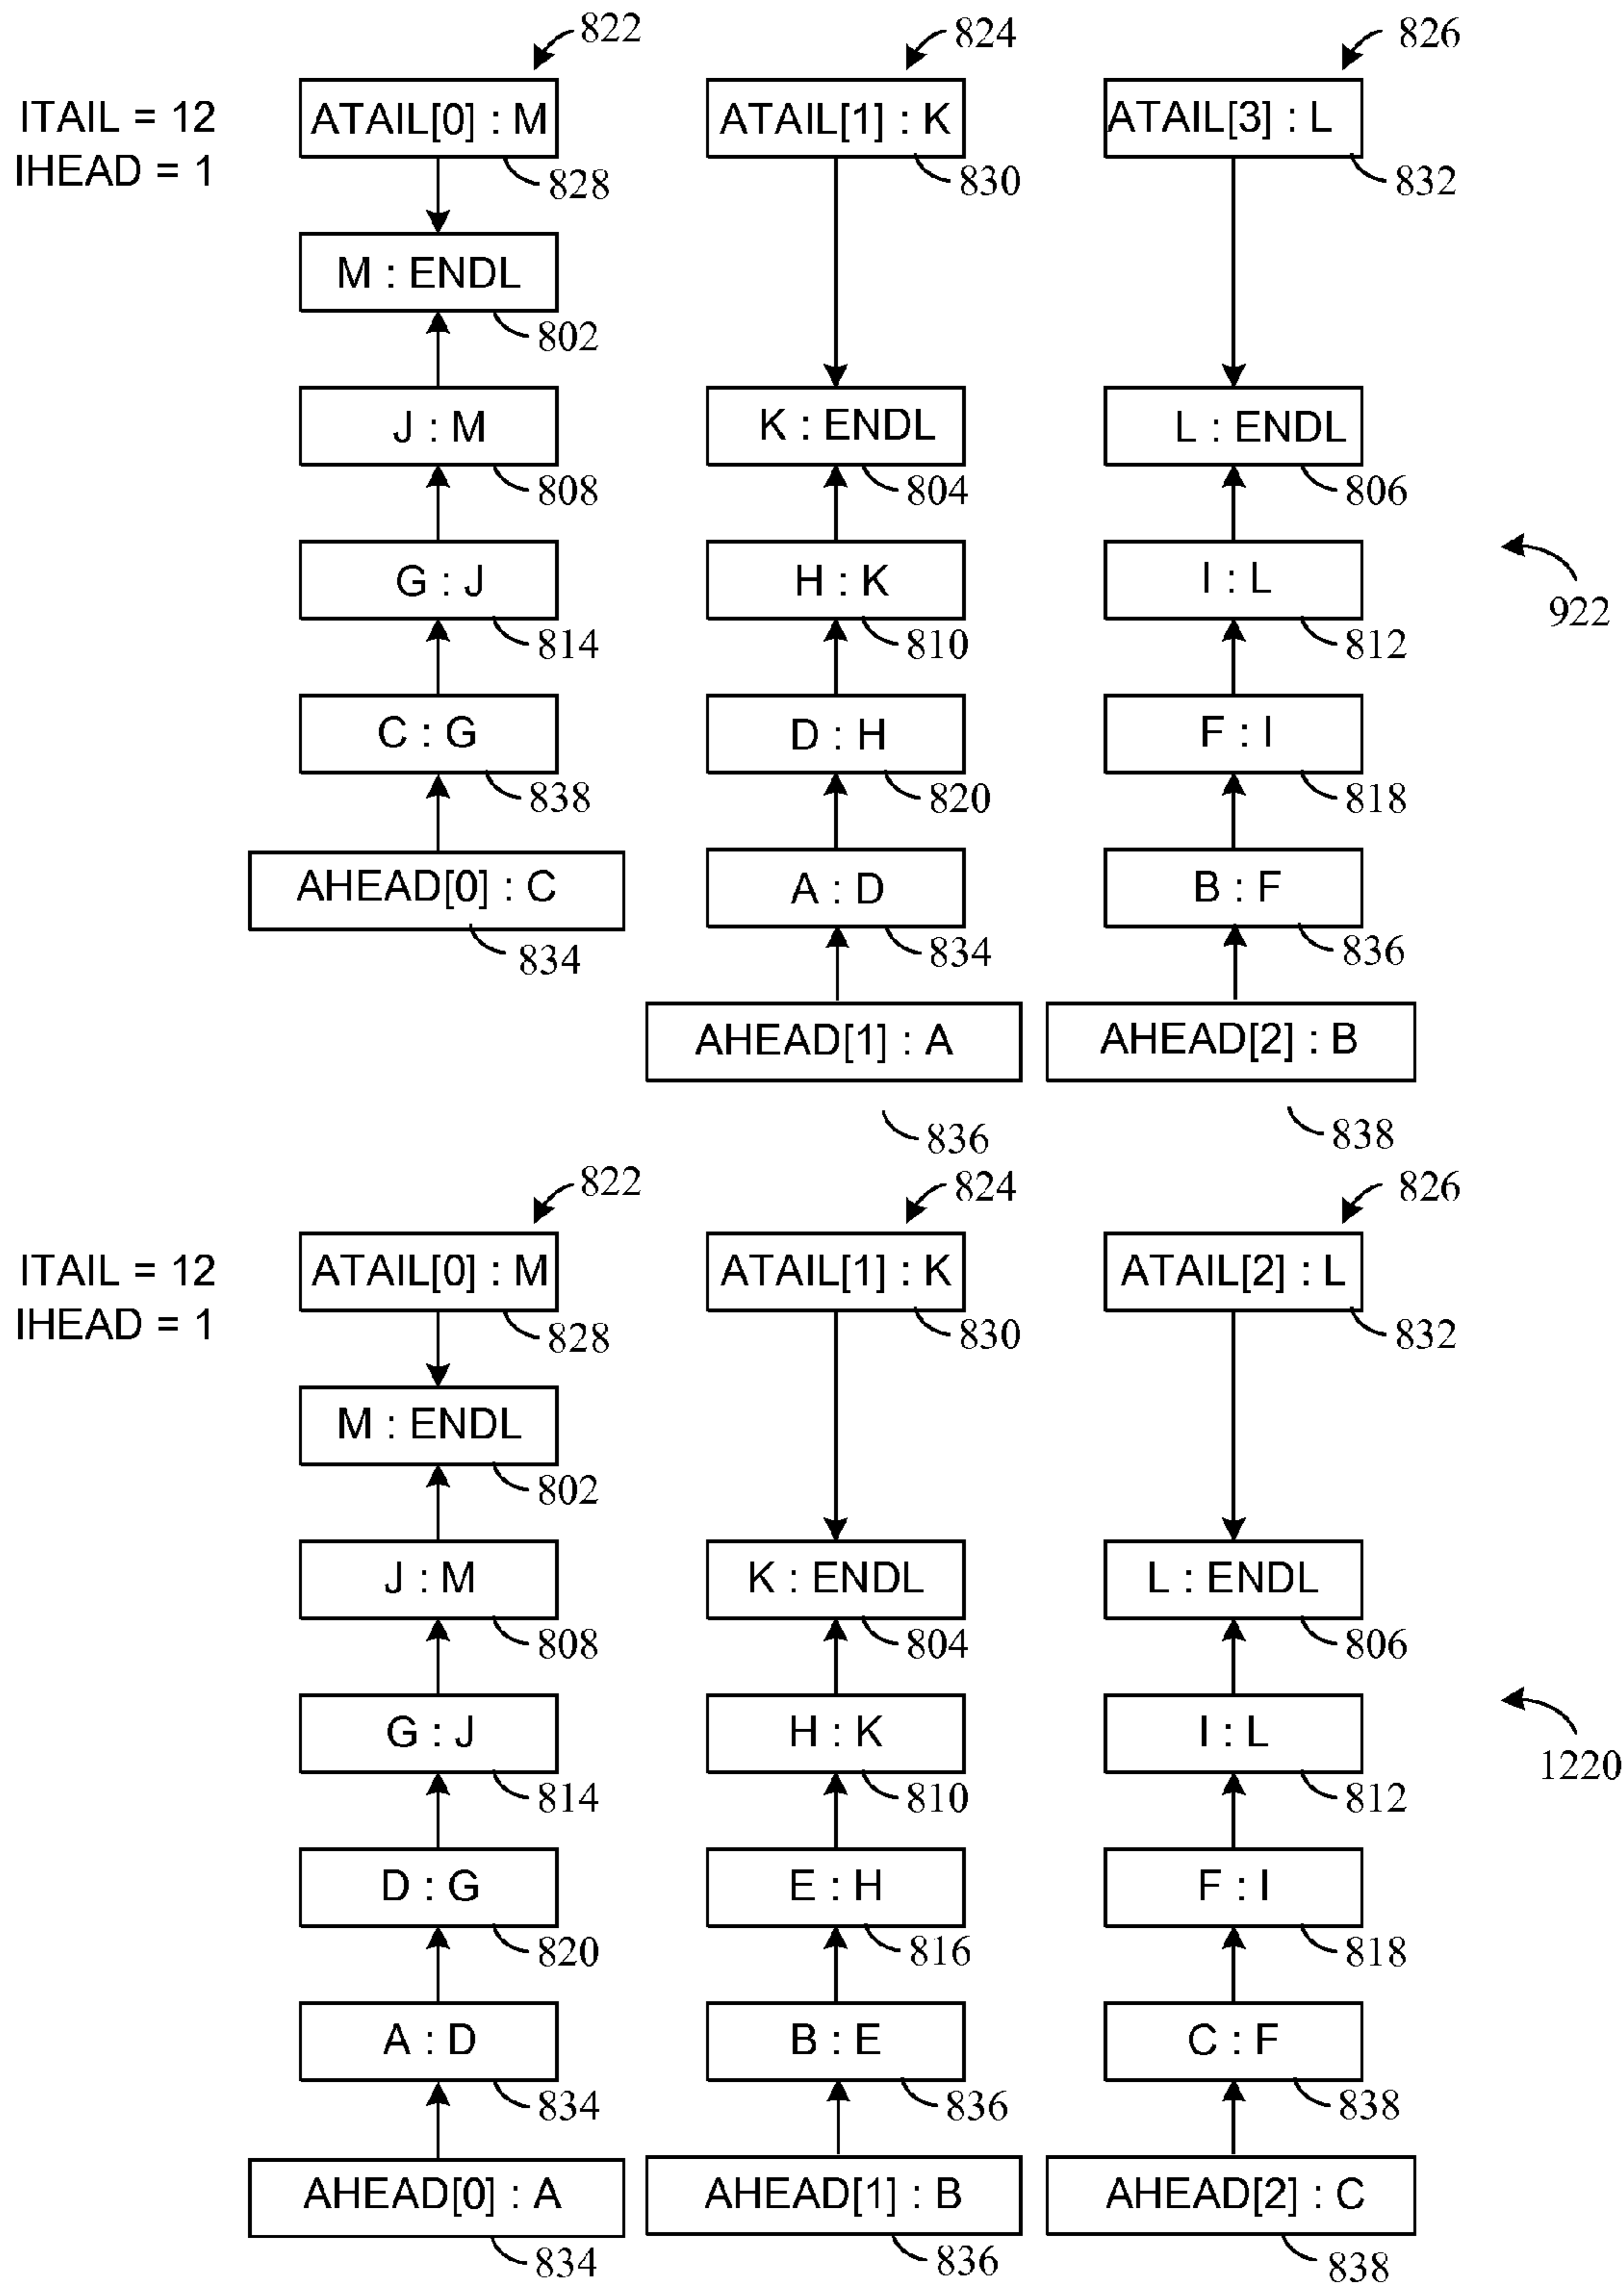 822 824 826
ITAIL = 12 ATAIL[0] : M ATAIL[1] : K ATAIL[3] : L
IHEAD = 1 828 830 832
M : ENDL
802
J : M K : ENDL L : ENDL
808 804 806
G : J H : K I : L
922
814 810 812
C : G D : H F : I
838 820 818
AHEAD[0] : C A : D B : F
834 834 836
AHEAD[1] : A AHEAD[2] : B
836 838
822 824 826
ITAIL = 12 ATAIL[0] : M ATAIL[1] : K ATAIL[2] : L
IHEAD = 1 828 830 832
M : ENDL
802
J : M K : ENDL L : ENDL
808 804 806
G : J H : K I : L
1220
814 810 812
D : G E : H F : I
820 816 818
A : D B : E C : F
834 836 838
AHEAD[0] : A AHEAD[1] : B AHEAD[2] : C
834 836 838